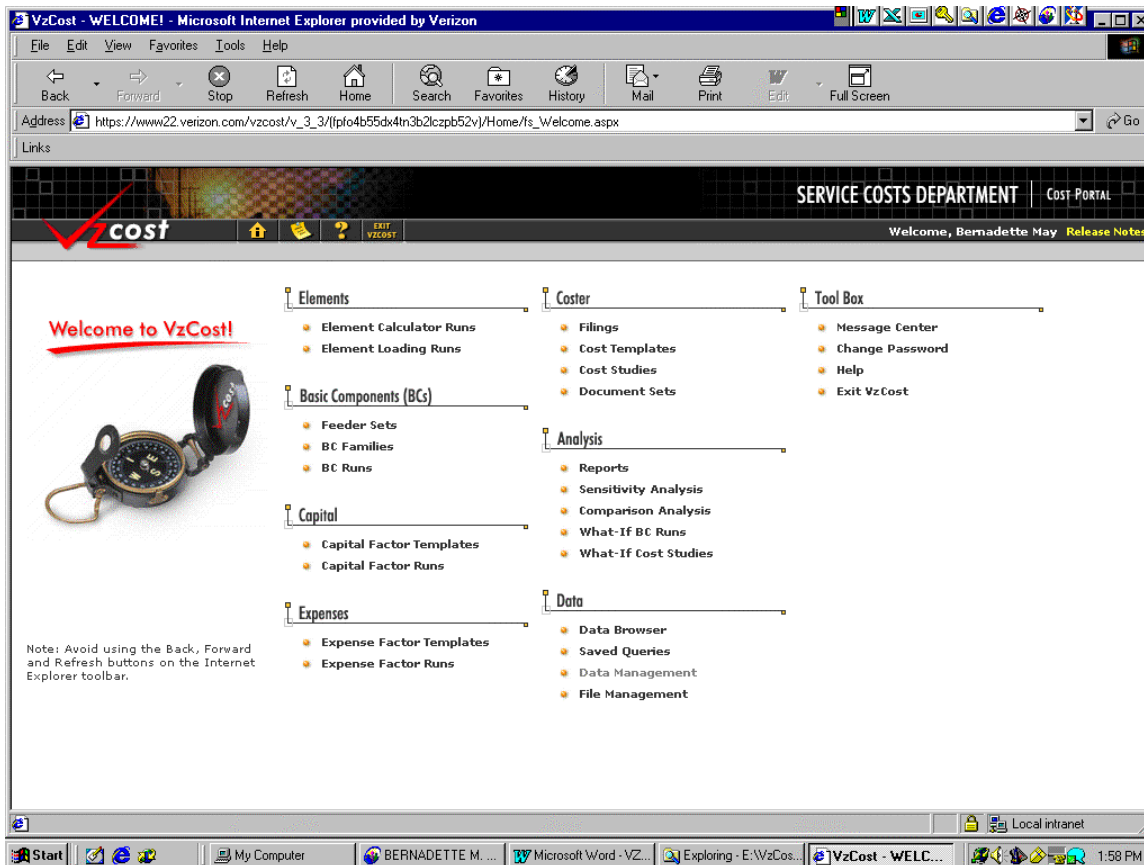 VzCost - WELCOME! - Microsoft Internet Explorer provided by Verizon
File Edit View Favorites Tools Help
Back Forward Stop Refresh Home Search Favorites History Mail Print Edit Full Screen
Address https://www22.verizon.com/vzcost/v_3_3/(fpfo4b55dx4tn3b2lczpb52v)/Home/fs_Welcome.aspx Go
Links
SERVICE COSTS DEPARTMENT | COST PORTAL
Vzcost
EXIT
VZCOST
Welcome, Bernadette May Release Notes
Welcome to VzCost!
vzcost
W S E
Note: Avoid using the Back, Forward
and Refresh buttons on the Internet
Explorer toolbar.
Elements
Element Calculator Runs
Element Loading Runs
Basic Components (BCs)
Feeder Sets
BC Families
BC Runs
Capital
Capital Factor Templates
Capital Factor Runs
Expenses
Expense Factor Templates
Expense Factor Runs
Coster
Filings
Cost Templates
Cost Studies
Document Sets
Analysis
Reports
Sensitivity Analysis
Comparison Analysis
What-If BC Runs
What-If Cost Studies
Data
Data Browser
Saved Queries
Data Management
File Management
Tool Box
Message Center
Change Password
Help
Exit VzCost
Local intranet
Start My Computer BERNADETTE M. ... Microsoft Word - VZ... Exploring - E:\VzCos... VzCost - WELC... 1:58 PM